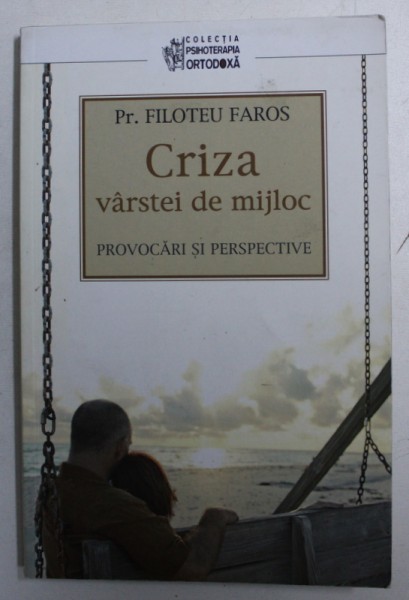 COLECȚIA
PSIHOTERAPIA
ORTODOXĂ
Pr. FILOTEU FAROS
Criza
vârstei de mijloc
PROVOCĂRI ȘI PERSPECTIVE